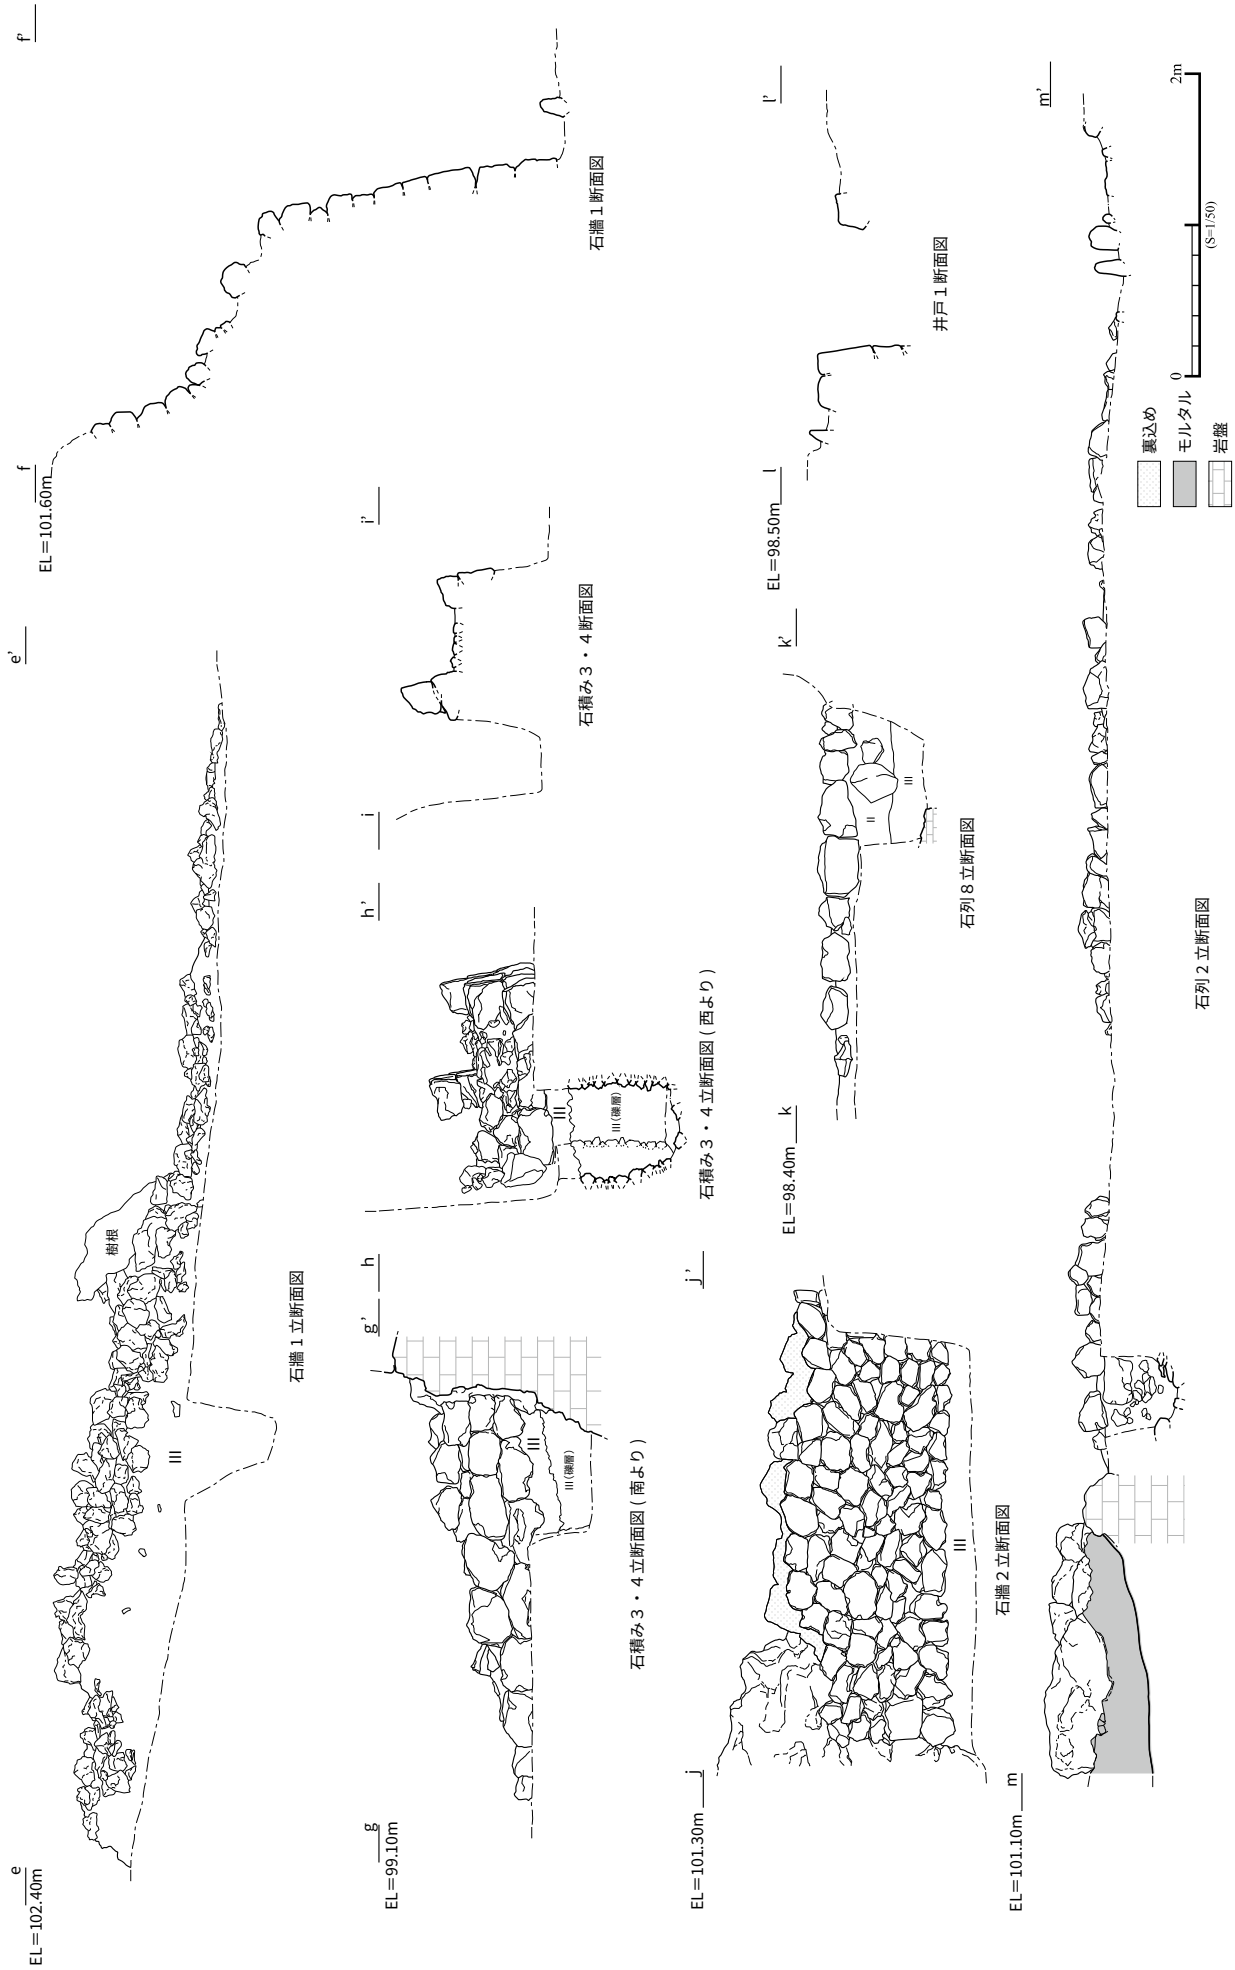 e
EL＝102.40m
e'
樹根
III
石牆１立断面図
f
EL＝101.60m
f'
石牆１断面図
g
EL＝99.10m
g'
III
III(礫層)
石積み３・４立断面図 ( 南より )
h
h'
III
III(礫層)
石積み３・４立断面図 ( 西より )
i
i'
石積み３・４断面図
j
EL＝101.30m
j'
III
石牆２立断面図
k
EL＝98.40m
k'
II
III
石列８立断面図
l
EL＝98.50m
l'
井戸１断面図
m
EL＝101.10m
m'
石列２立断面図
裏込め
モルタル
岩盤
0
2m
(S=1/50)